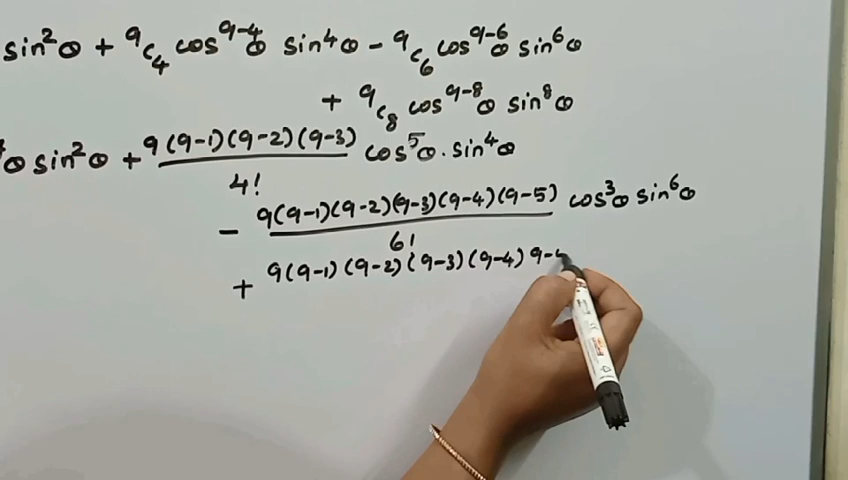 sin²θ + ⁹C₄ cos⁹⁻⁴θ sin⁴θ - ⁹C₆ cos⁹⁻⁶θ sin⁶θ
+ ⁹C₈ cos⁹⁻⁸θ sin⁸θ
θ sin²θ + 9(9-1)(9-2)(9-3) cos⁵θ · sin⁴θ
4!
- 9(9-1)(9-2)(9-3)(9-4)(9-5) cos³θ sin⁶θ
6!
+ 9(9-1)(9-2)(9-3)(9-4) 9-